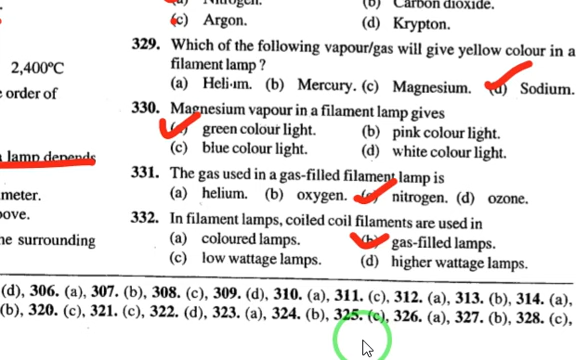 (a) Nitrogen. (b) Carbon dioxide.
(c) Argon. (d) Krypton.
329. Which of the following vapour/gas will give yellow colour in a
filament lamp ?
(a) Helium. (b) Mercury. (c) Magnesium. (d) Sodium.
330. Magnesium vapour in a filament lamp gives
(a) green colour light. (b) pink colour light.
(c) blue colour light. (d) white colour light.
331. The gas used in a gas-filled filament lamp is
(a) helium. (b) oxygen. (c) nitrogen. (d) ozone.
332. In filament lamps, coiled coil filaments are used in
(a) coloured lamps. (b) gas-filled lamps.
(c) low wattage lamps. (d) higher wattage lamps.
2,400°C
order of
lamp depends
meter.
surrounding
(d), 306. (a), 307. (b), 308. (c), 309. (d), 310. (a), 311. (c), 312. (a), 313. (b), 314. (a),
(b), 320. (c), 321. (c), 322. (d), 323. (a), 324. (b), 325. (c), 326. (a), 327. (b), 328. (c),